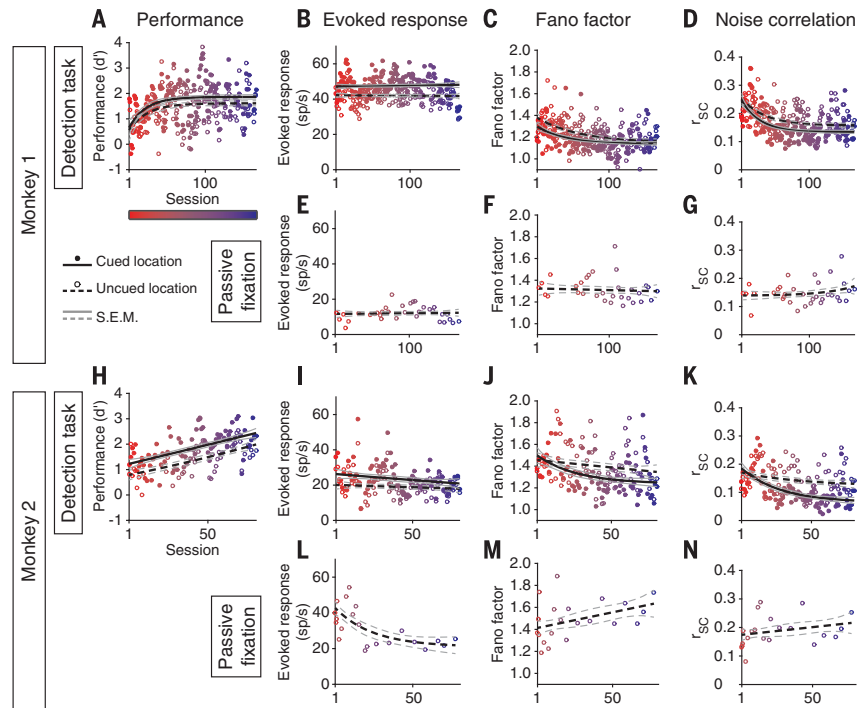 A Performance
B Evoked response
C Fano factor
D Noise correlation
Monkey 1
Detection task
Performance (d')
4
3
2
1
0
-1
1 100
Session
Evoked response
(sp/s)
60
40
20
0
1 100
Fano factor
2.0
1.8
1.6
1.4
1.2
1.0
1 100
rSC
0.4
0.3
0.2
0.1
0
1 100
Cued location
Uncued location
S.E.M.
Passive
fixation
E
Evoked response
(sp/s)
60
40
20
0
1 100
F
Fano factor
2.0
1.8
1.6
1.4
1.2
1.0
1 100
G
rSC
0.4
0.3
0.2
0.1
0
1 100
Monkey 2
Detection task
H
Performance (d')
4
3
2
1
0
-1
1 50
Session
I
Evoked response
(sp/s)
60
40
20
0
1 50
J
Fano factor
2.0
1.8
1.6
1.4
1.2
1.0
1 50
K
rSC
0.4
0.3
0.2
0.1
0
1 50
Passive
fixation
L
Evoked response
(sp/s)
60
40
20
0
1 50
M
Fano factor
2.0
1.8
1.6
1.4
1.2
1.0
1 50
N
rSC
0.4
0.3
0.2
0.1
0
1 50